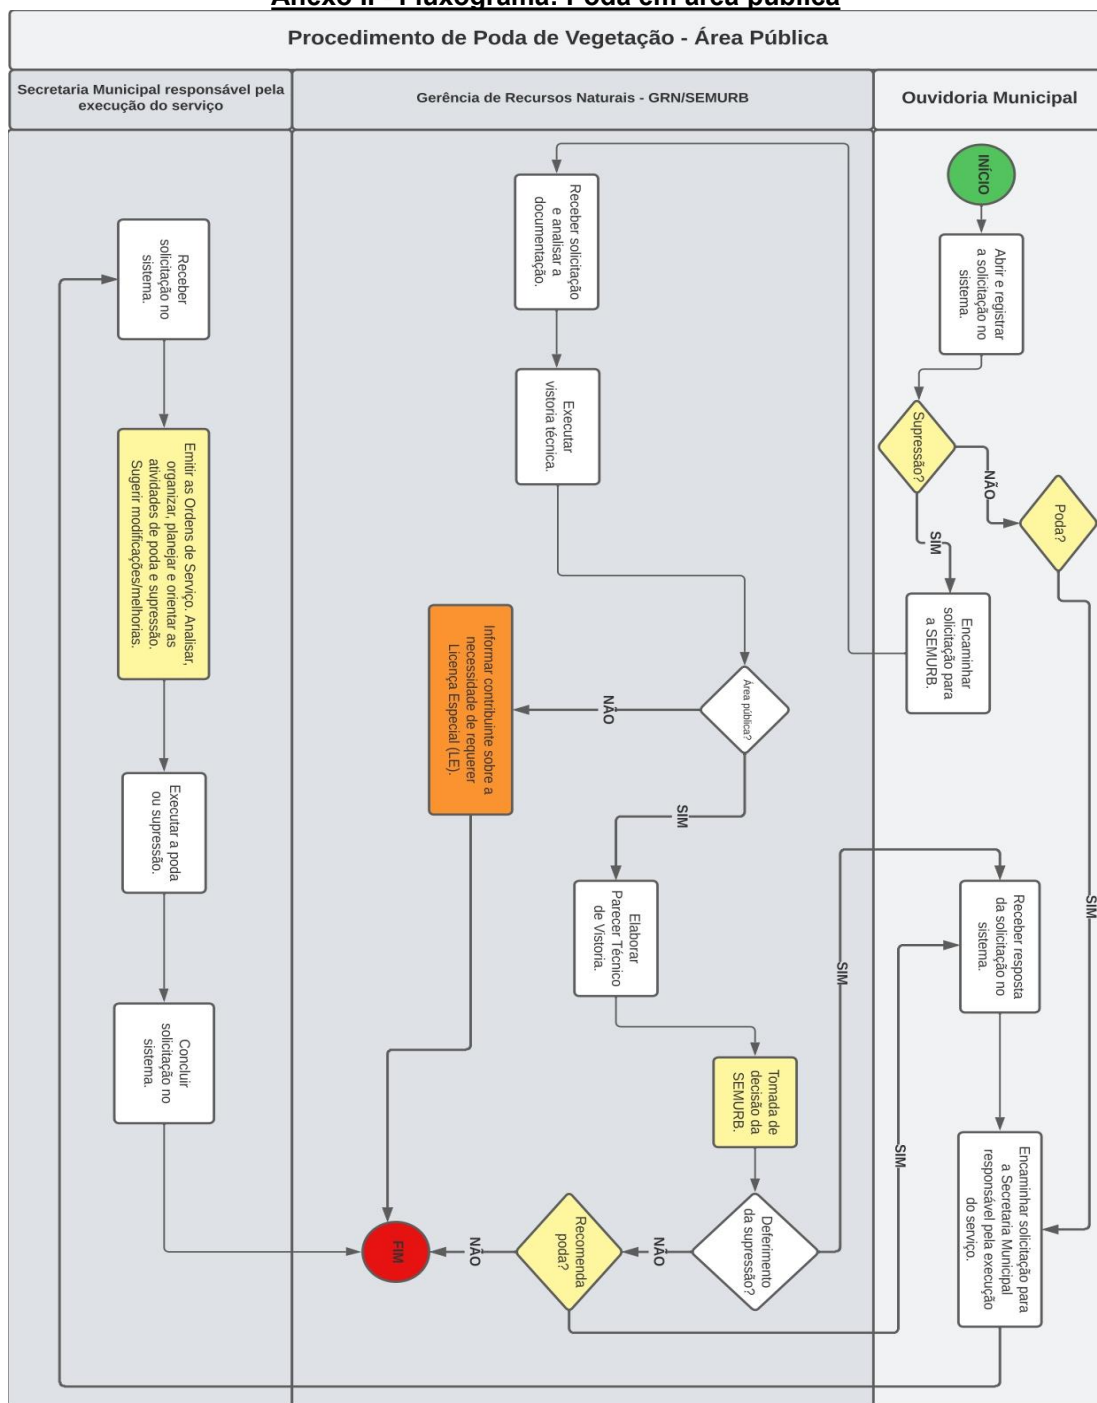 Anexo II - Fluxograma: Poda em área pública
Procedimento de Poda de Vegetação - Área Pública
Secretaria Municipal responsável pela
execução do serviço
Gerência de Recursos Naturais - GRN/SEMURB
Ouvidoria Municipal
INÍCIO
Abrir e registrar
a solicitação no
sistema.
Supressão?
NÃO
Poda?
SIM
SIM
Encaminhar
solicitação para
a SEMURB.
Receber solicitação
e analisar a
documentação.
Executar
vistoria técnica.
Área pública?
NÃO
Informar contribuinte sobre a
necessidade de requerer
Licença Especial (LE).
SIM
Elaborar
Parecer Técnico
de Vistoria.
Tomada de
decisão da
SEMURB.
Deferimento
da supressão?
SIM
NÃO
Recomenda
poda?
SIM
NÃO
FIM
Receber resposta
da solicitação no
sistema.
Encaminhar solicitação para
a Secretaria Municipal
responsável pela execução
do serviço.
Receber
solicitação no
sistema.
Emitir as Ordens de Serviço. Analisar,
organizar, planejar e orientar as
atividades de poda e supressão.
Sugerir modificações/melhorias.
Executar a poda
ou supressão.
Concluir
solicitação no
sistema.